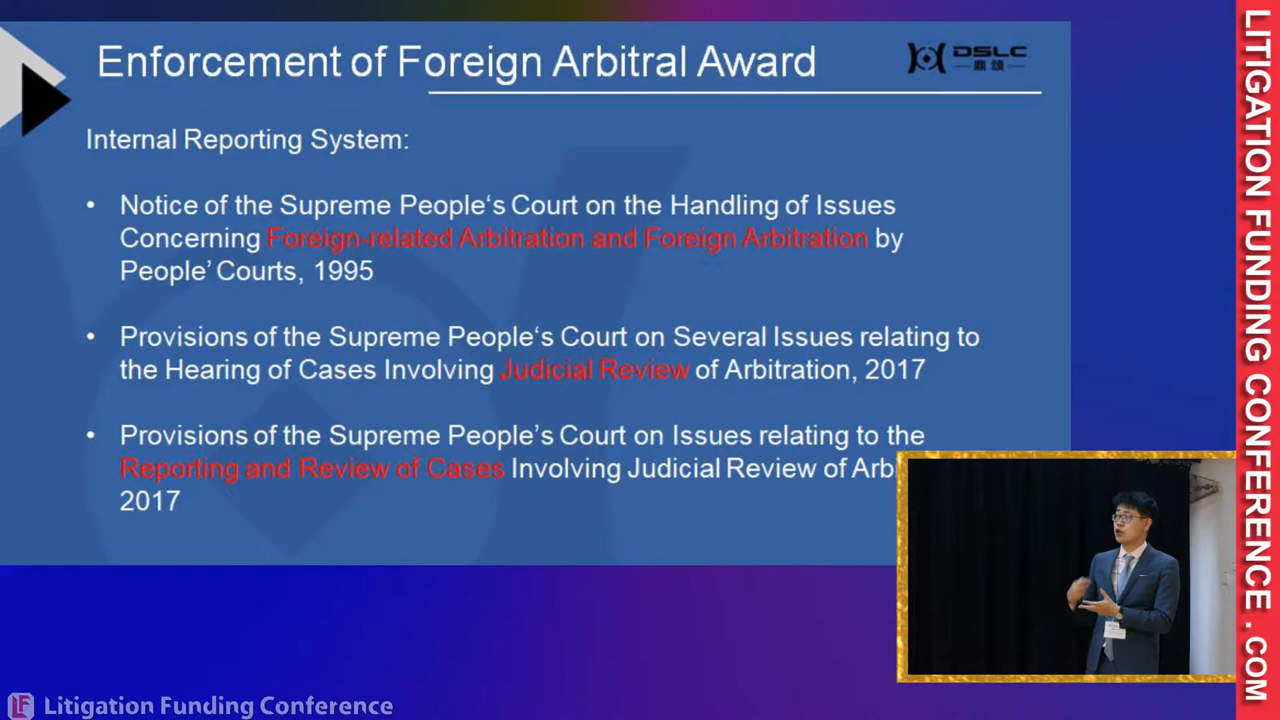 Enforcement of Foreign Arbitral Award
DSLC
鼎颂
Internal Reporting System:
• Notice of the Supreme People‘s Court on the Handling of Issues
Concerning Foreign-related Arbitration and Foreign Arbitration by
People’ Courts, 1995
• Provisions of the Supreme People‘s Court on Several Issues relating to
the Hearing of Cases Involving Judicial Review of Arbitration, 2017
• Provisions of the Supreme People’s Court on Issues relating to the
Reporting and Review of Cases Involving Judicial Review of Arb
2017
LITIGATION FUNDING CONFERENCE . COM
LF Litigation Funding Conference